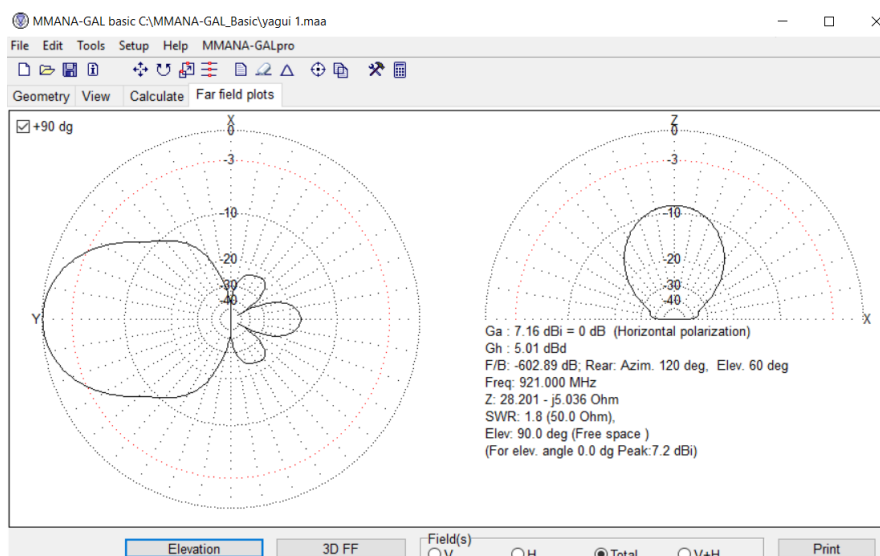 MMANA-GAL basic C:\MMANA-GAL_Basic\yagui 1.maa
File Edit Tools Setup Help MMANA-GALpro
Geometry View Calculate Far field plots
+90 dg
X
0
-3
-10
-20
-30
-40
Y
Z
0
-3
-10
-20
-30
-40
X
Ga : 7.16 dBi = 0 dB (Horizontal polarization)
Gh : 5.01 dBd
F/B: -602.89 dB; Rear: Azim. 120 deg, Elev. 60 deg
Freq: 921.000 MHz
Z: 28.201 - j5.036 Ohm
SWR: 1.8 (50.0 Ohm),
Elev: 90.0 deg (Free space )
(For elev. angle 0.0 dg Peak:7.2 dBi)
Elevation
3D FF
Field(s)
V H Total V+H
Print